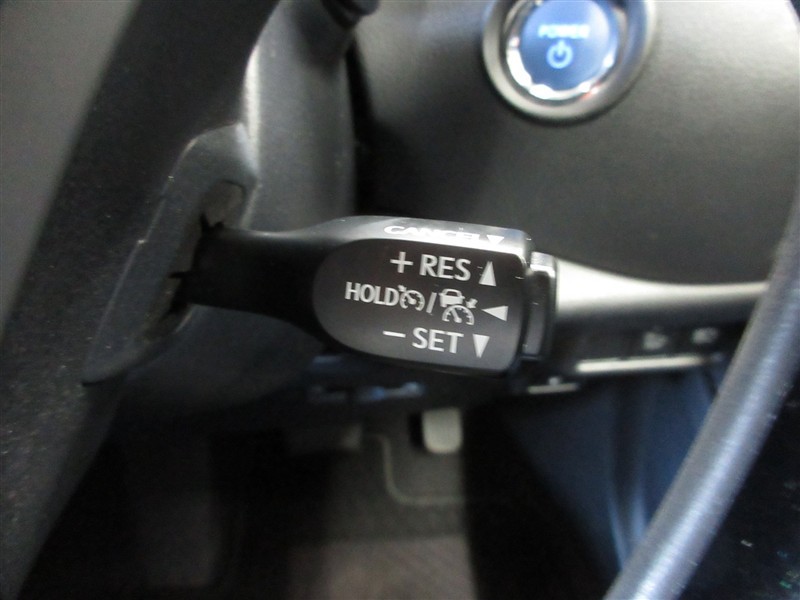 POWER
CANCEL
+ RES
HOLD /
− SET